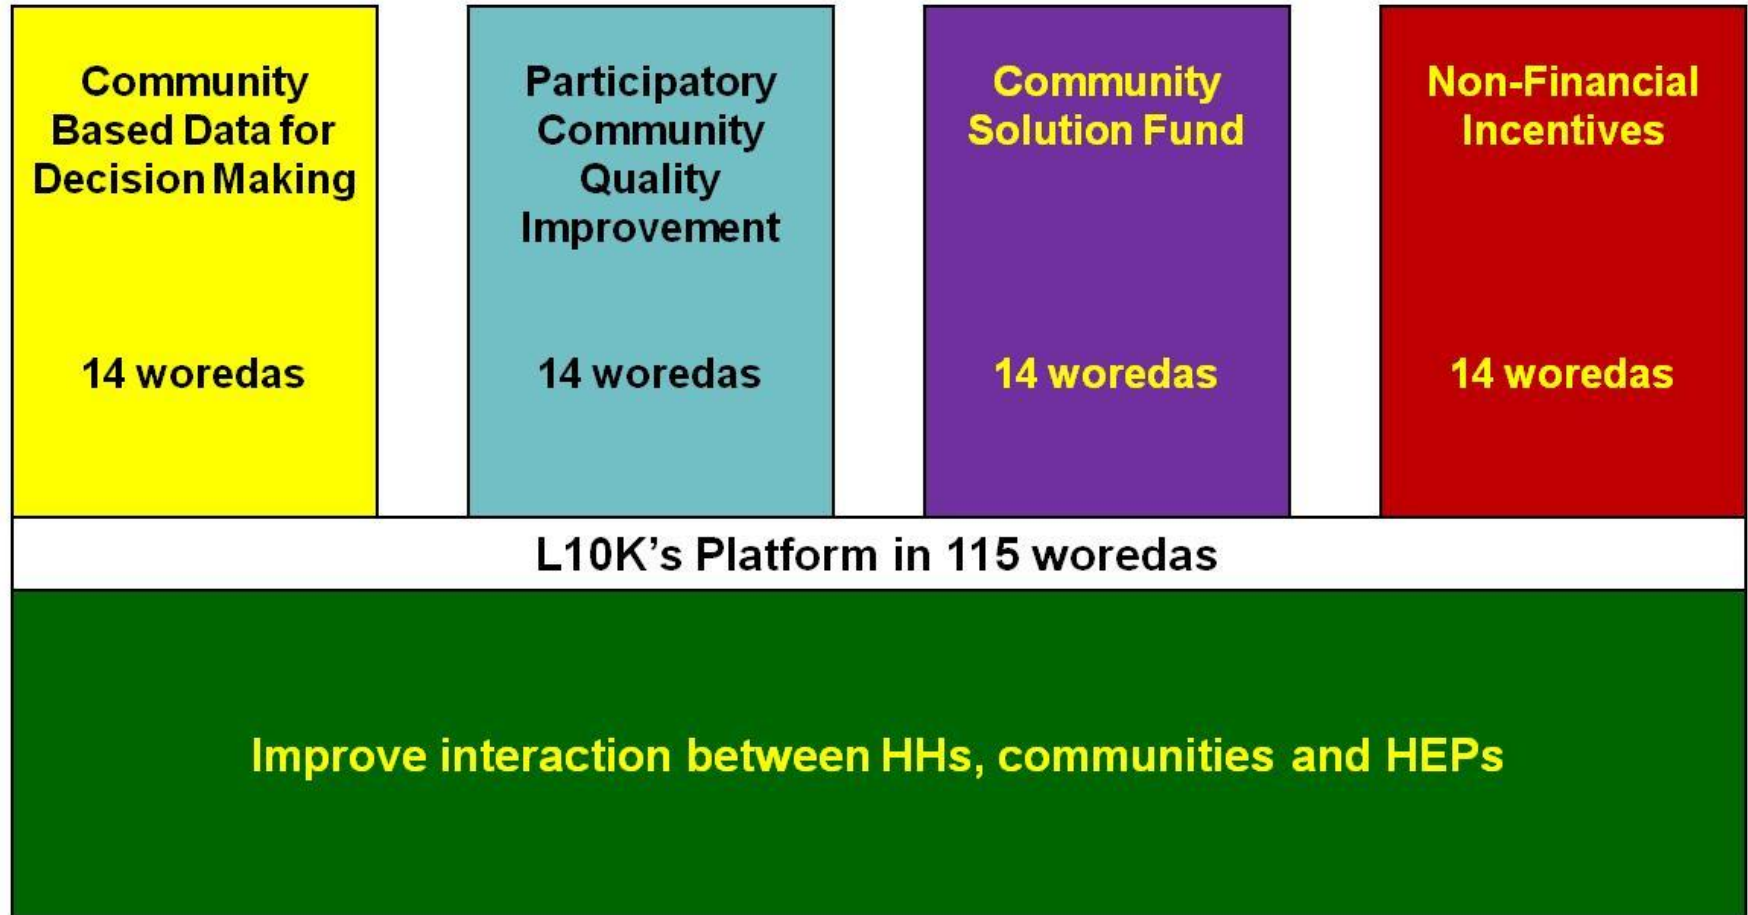 Community
Based Data for
Decision Making
14 woredas
Participatory
Community
Quality
Improvement
14 woredas
Community
Solution Fund
14 woredas
Non-Financial
Incentives
14 woredas
L10K's Platform in 115 woredas
Improve interaction between HHs, communities and HEPs